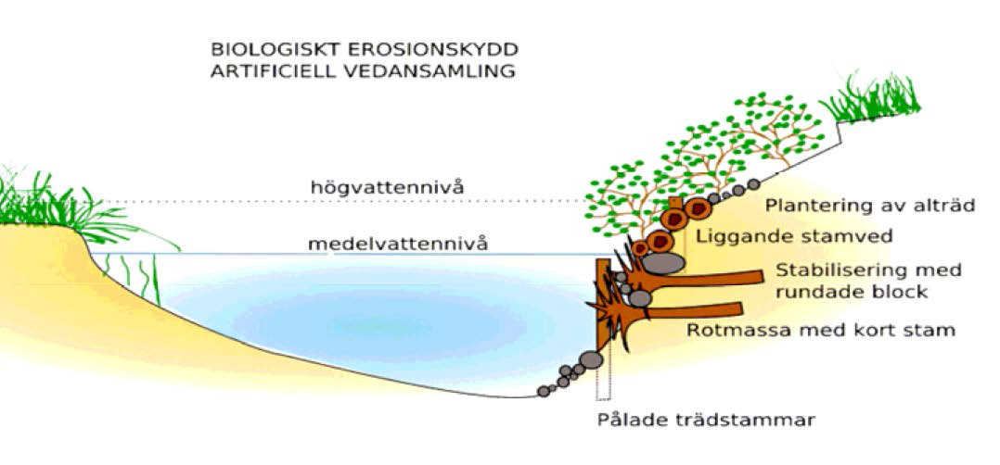 BIOLOGISKT EROSIONSKYDD
ARTIFICIELL VEDANSAMLING
högvattennivå
medelvattennivå
Plantering av alträd
Liggande stamved
Stabilisering med
rundade block
Rotmassa med kort stam
Pålade trädstammar